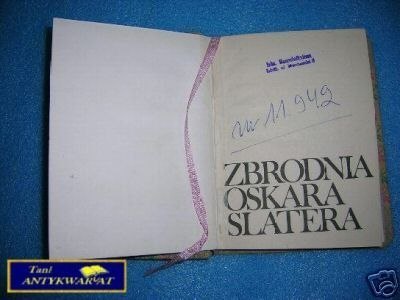 nr 11.942
ZBRODNIA
OSKARA
SLATERA
Tani
ANTYKWARIAT